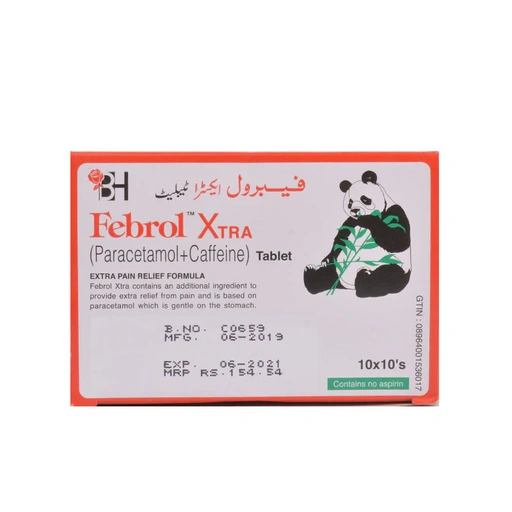 BH
فیبرول ایکسٹرا ٹیبلیٹ
Febrol™ XTRA
(Paracetamol+Caffeine) Tablet
EXTRA PAIN RELIEF FORMULA
Febrol Xtra contains an additional ingredient to
provide extra relief from pain and is based on
paracetamol which is gentle on the stomach.
B.NO. C0659
MFG. 06-2019
EXP. 06-2021
MRP RS.154.54
10x10's
Contains no aspirin
GTIN : 08964001536017